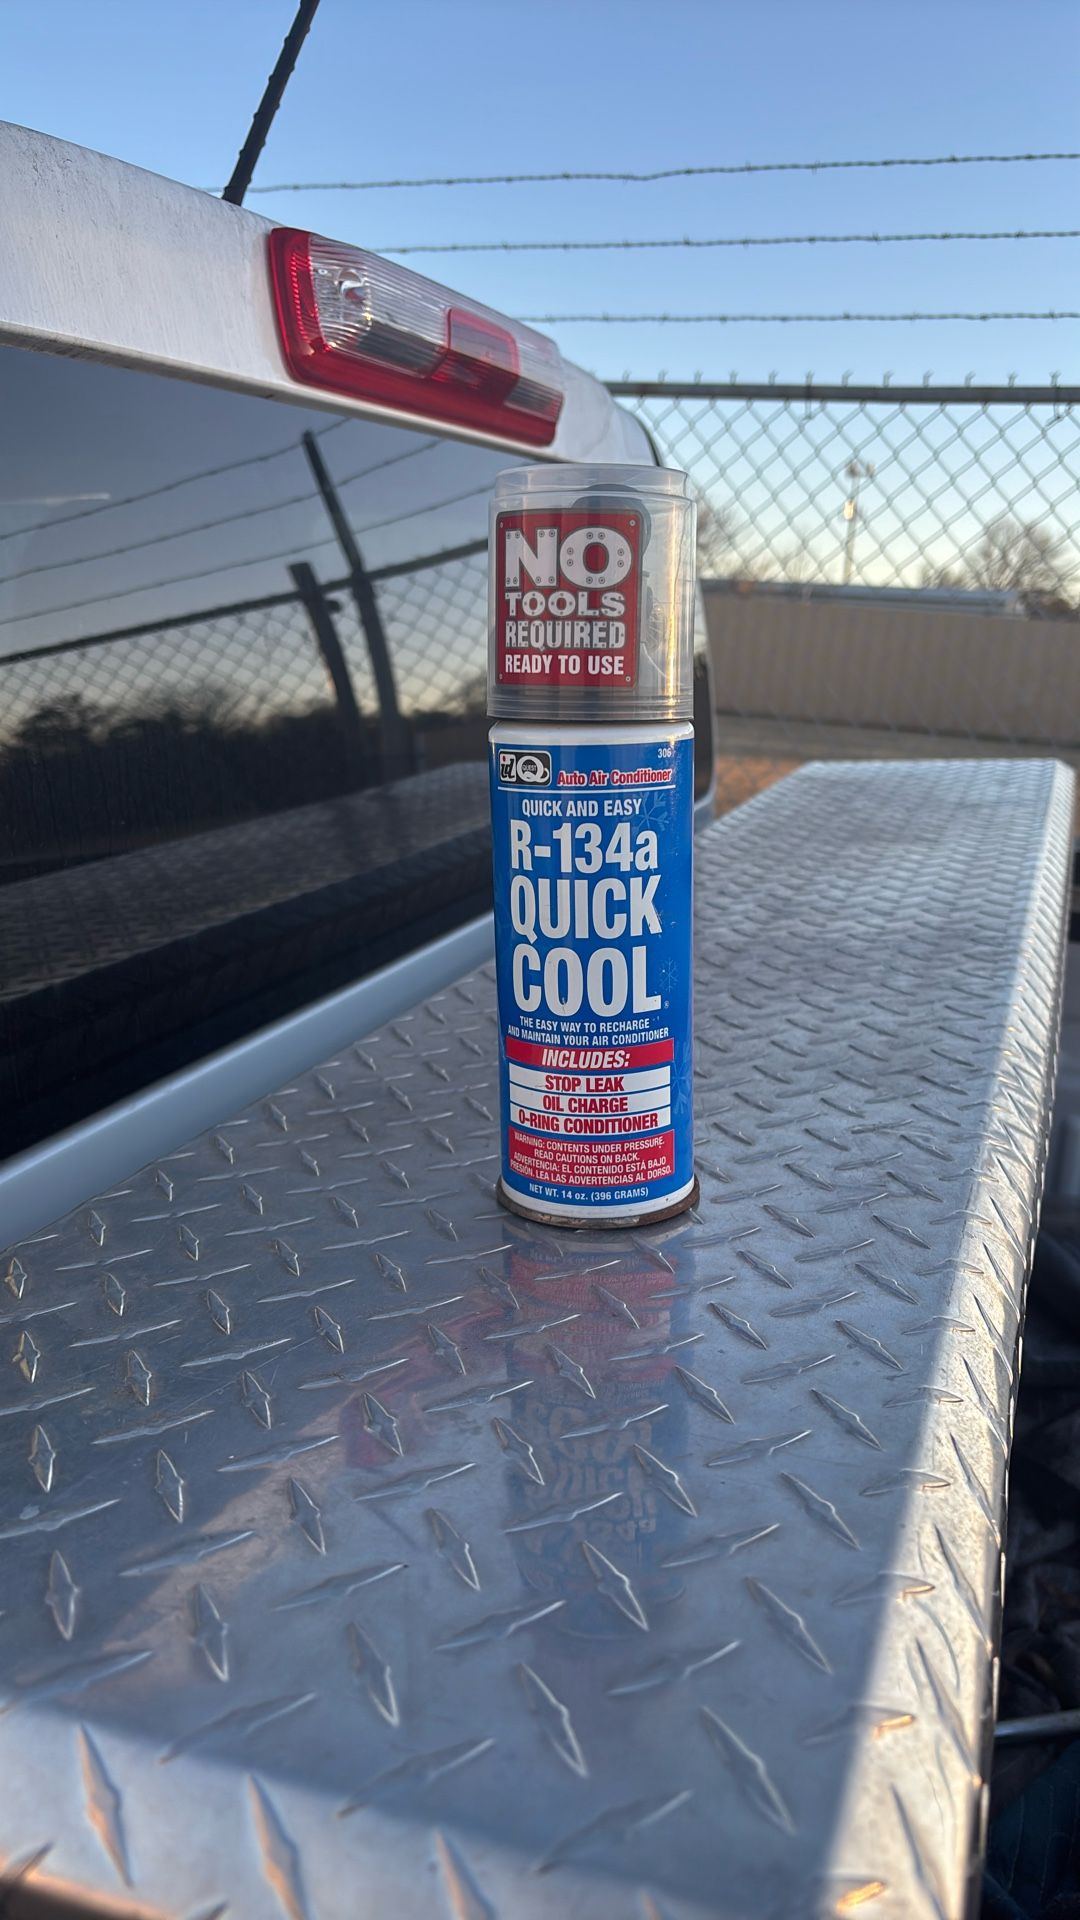 NO
TOOLS
REQUIRED
READY TO USE
306
id QUEST
Auto Air Conditioner
QUICK AND EASY
R-134a
QUICK
COOL
THE EASY WAY TO RECHARGE
AND MAINTAIN YOUR AIR CONDITIONER
INCLUDES:
STOP LEAK
OIL CHARGE
O-RING CONDITIONER
WARNING: CONTENTS UNDER PRESSURE.
READ CAUTIONS ON BACK.
ADVERTENCIA: EL CONTENIDO ESTÁ BAJO
PRESIÓN. LEA LAS ADVERTENCIAS AL DORSO.
NET WT. 14 oz. (396 GRAMS)